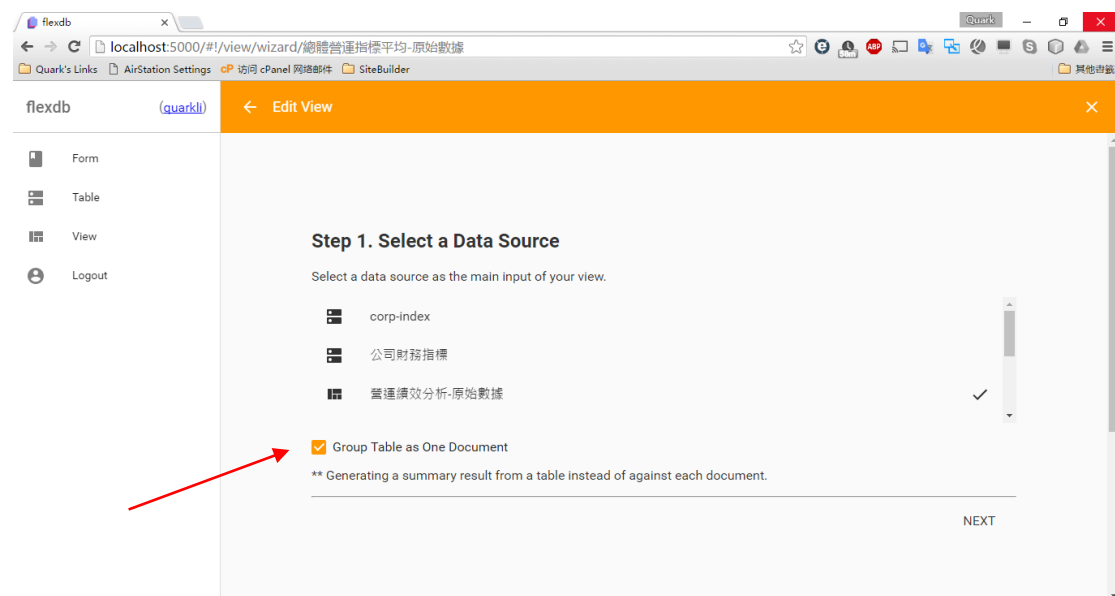 flexdb
Quark
localhost:5000/#!/view/wizard/總體營運指標平均-原始數據
Quark's Links AirStation Settings cP 访问 cPanel 网络邮件 SiteBuilder 其他書籤
flexdb (quarkli) Edit View
Form
Table
View
Logout
Step 1. Select a Data Source
Select a data source as the main input of your view.
corp-index
公司財務指標
營運績效分析-原始數據
Group Table as One Document
** Generating a summary result from a table instead of against each document.
NEXT